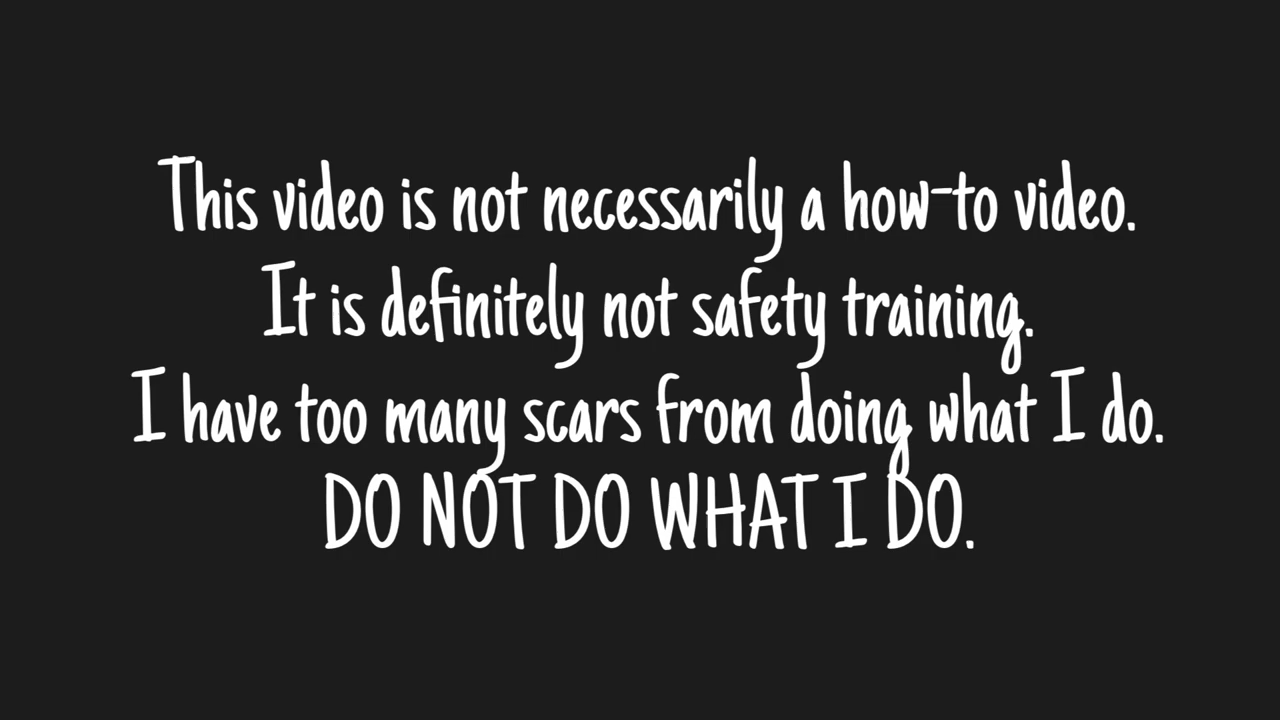 This video is not necessarily a how-to video.
It is definitely not safety training.
I have too many scars from doing what I do.
DO NOT DO WHAT I DO.